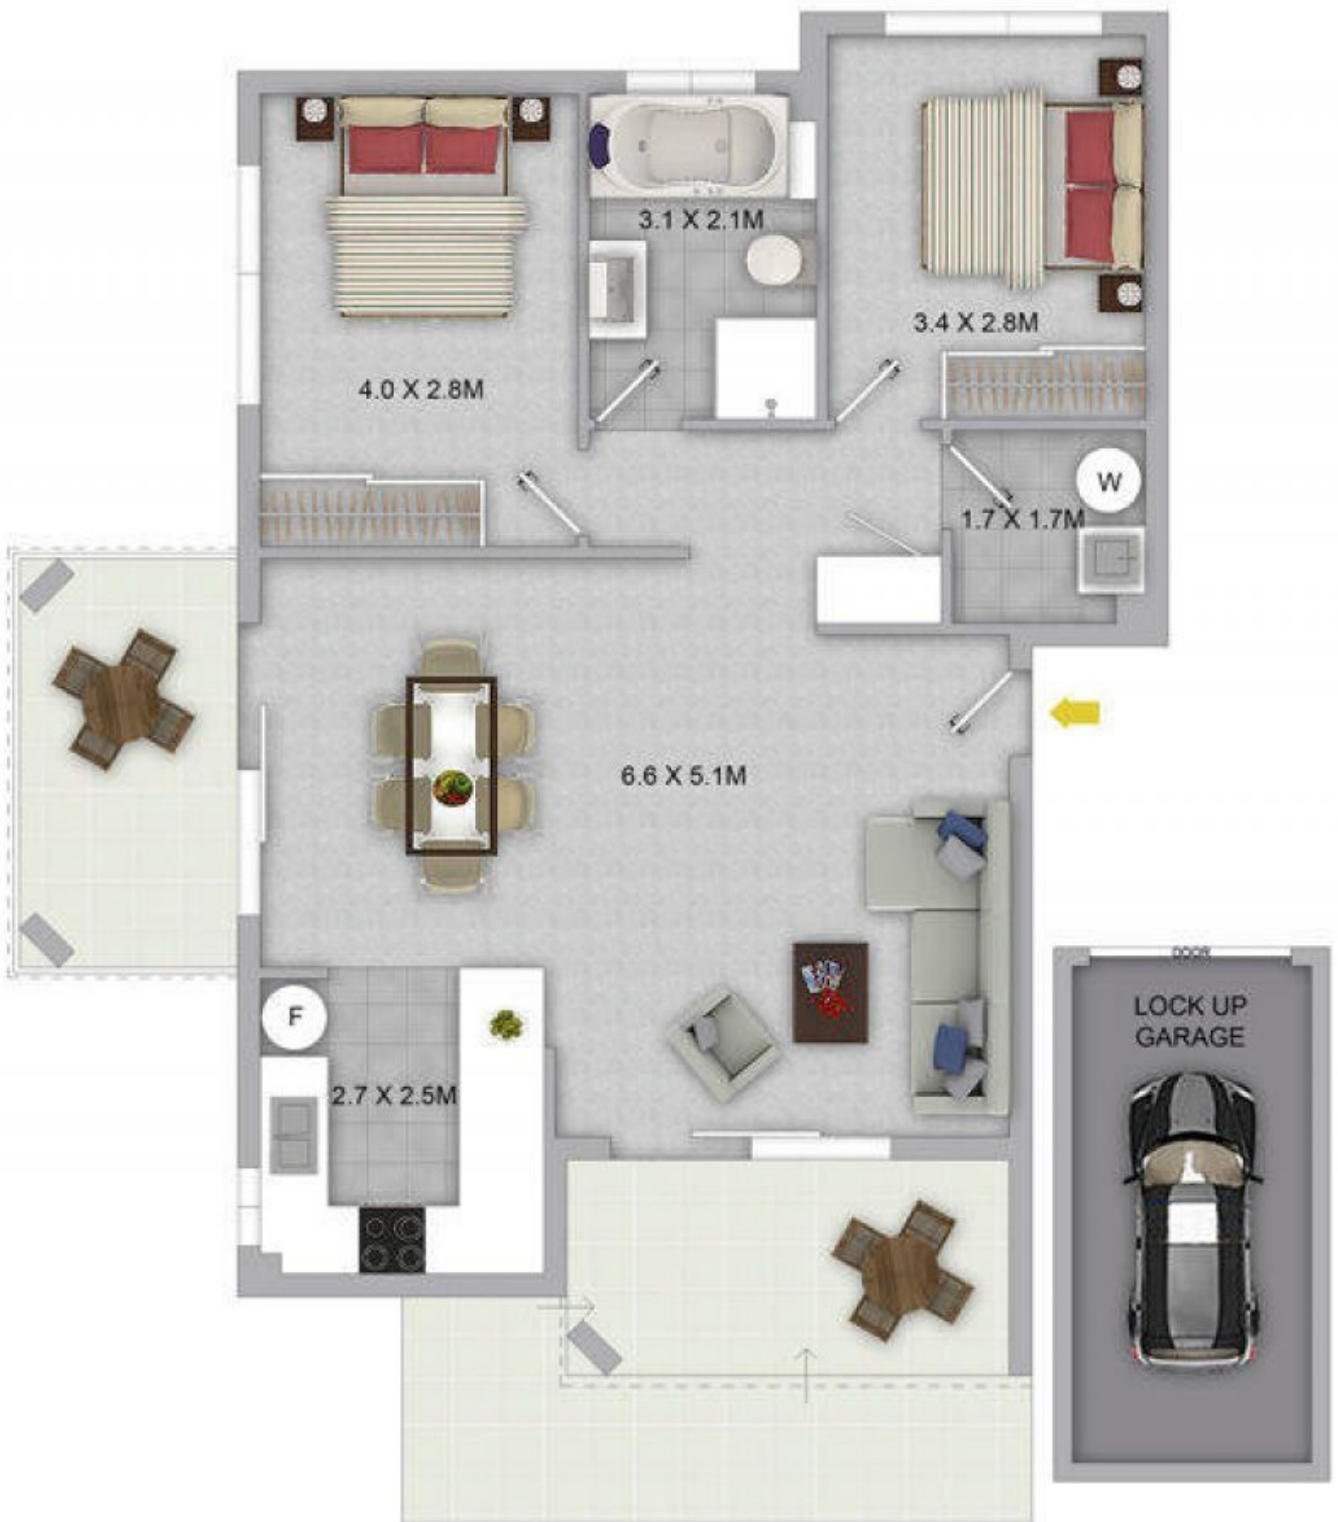 3.1 X 2.1M
3.4 X 2.8M
4.0 X 2.8M
W
1.7 X 1.7M
6.6 X 5.1M
DOOR
LOCK UP
GARAGE
F
2.7 X 2.5M